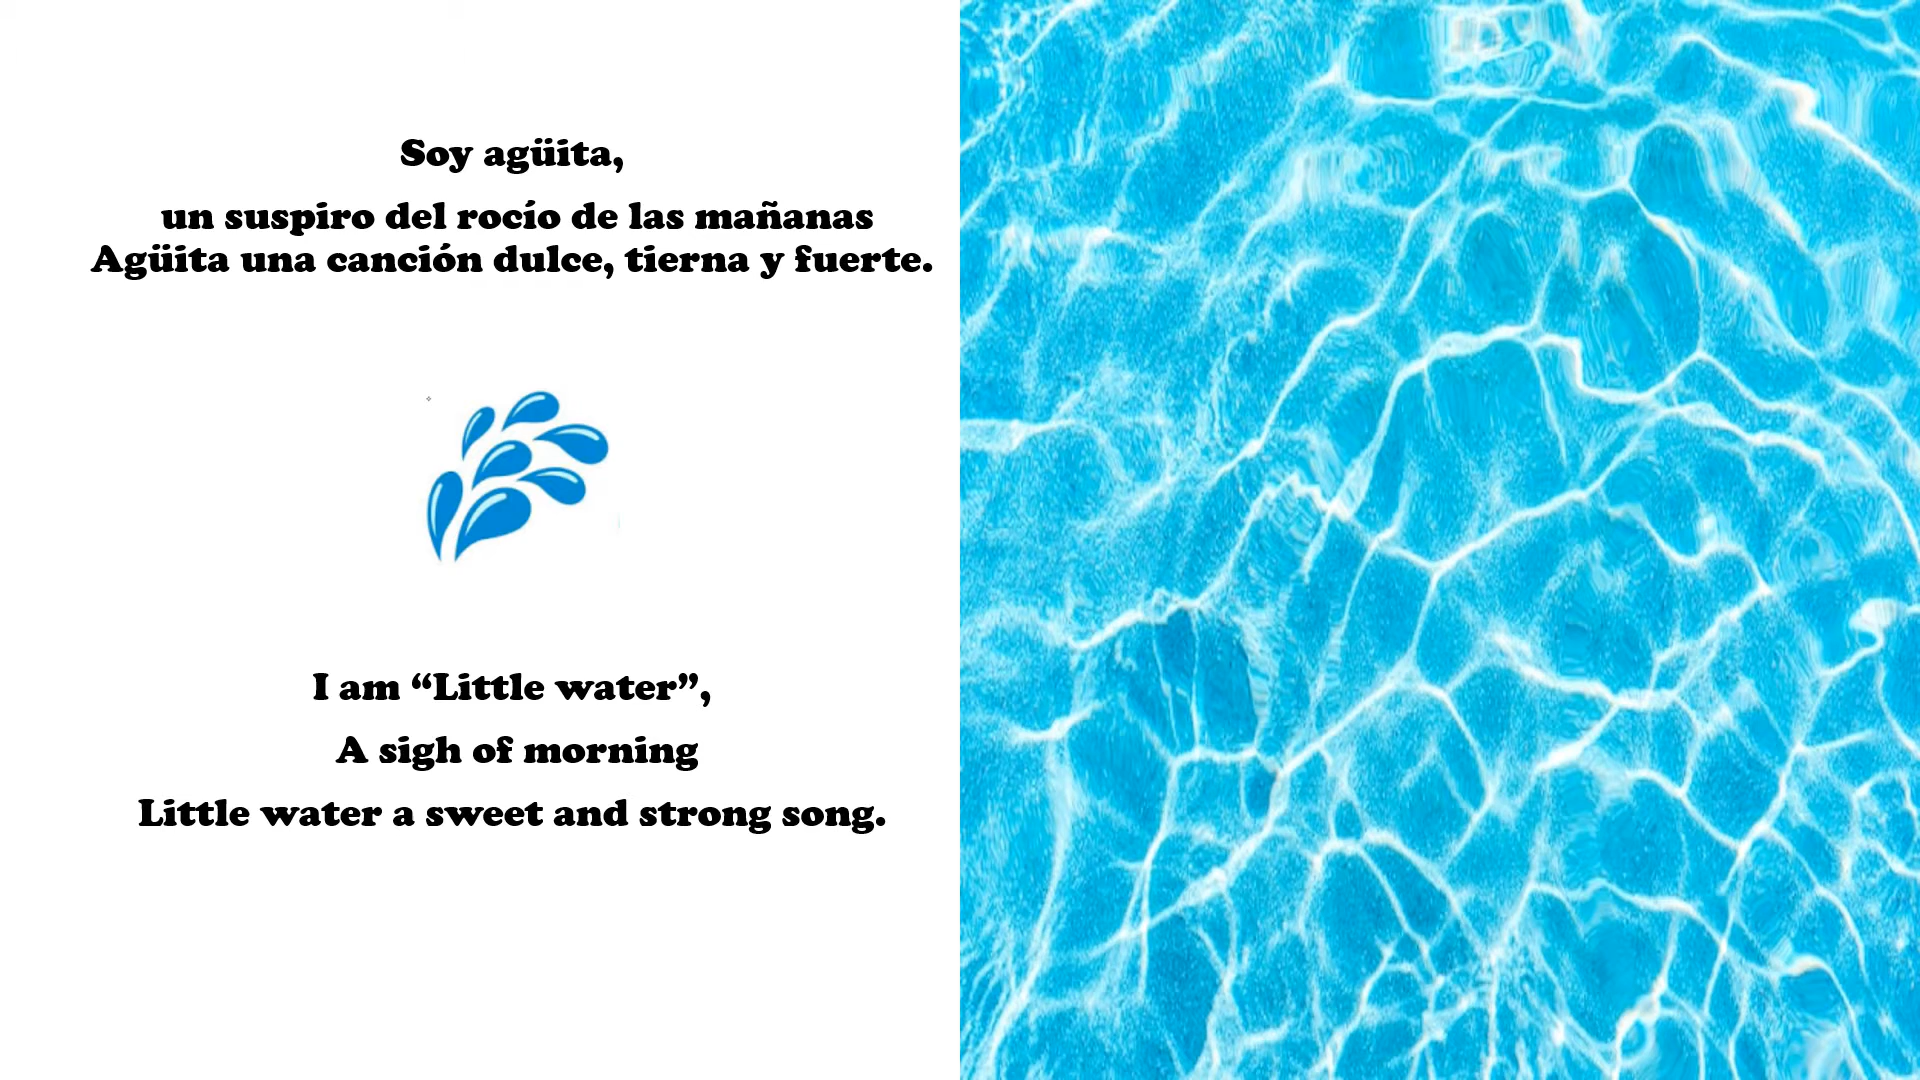 Soy agüita,
un suspiro del rocío de las mañanas
Agüita una canción dulce, tierna y fuerte.
I am “Little water”,
A sigh of morning
Little water a sweet and strong song.